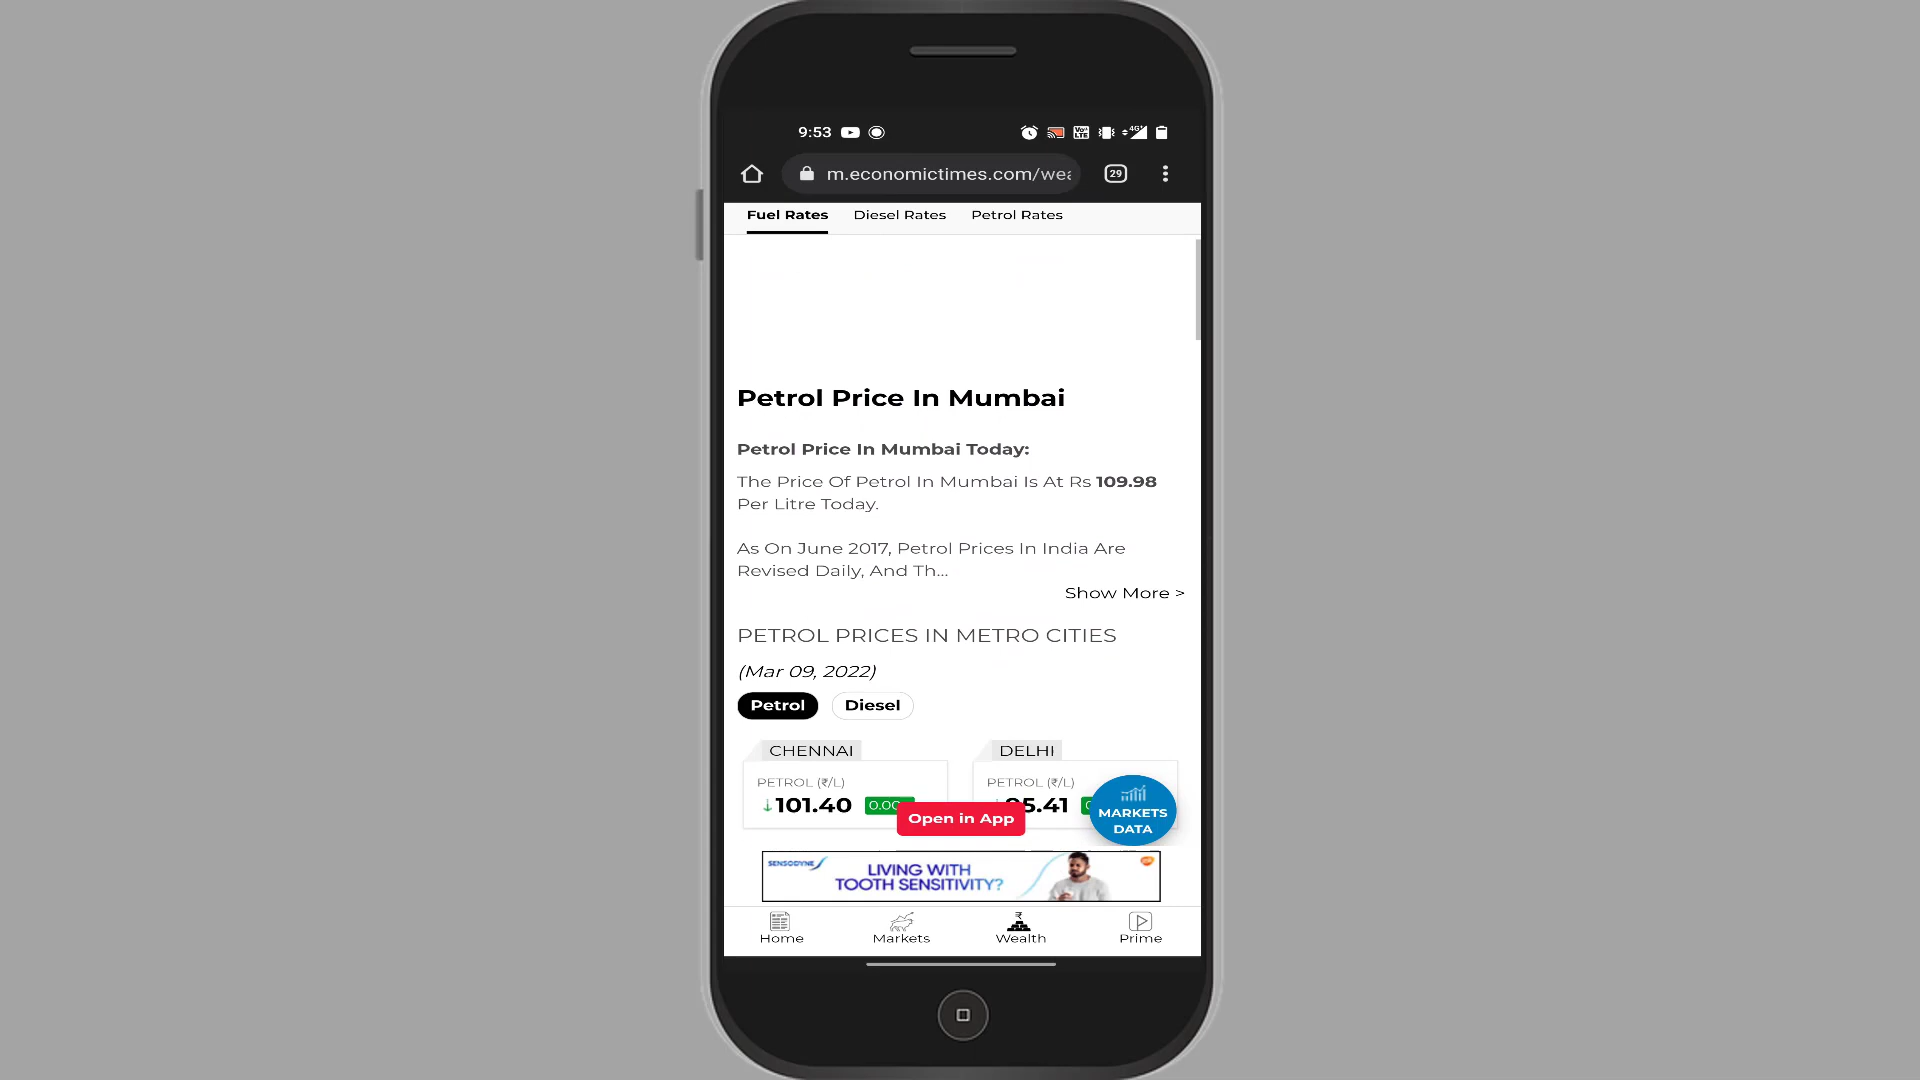 9:53
4G
m.economictimes.com/wea
29
Fuel Rates Diesel Rates Petrol Rates
Petrol Price In Mumbai
Petrol Price In Mumbai Today:
The Price Of Petrol In Mumbai Is At Rs 109.98
Per Litre Today.
As On June 2017, Petrol Prices In India Are
Revised Daily, And Th...
Show More >
PETROL PRICES IN METRO CITIES
(Mar 09, 2022)
Petrol Diesel
CHENNAI DELHI
PETROL (₹/L) PETROL (₹/L)
↓101.40 0.00 5.41
Open in App
MARKETS
DATA
SENSODYNE
LIVING WITH
TOOTH SENSITIVITY?
Home Markets Wealth Prime